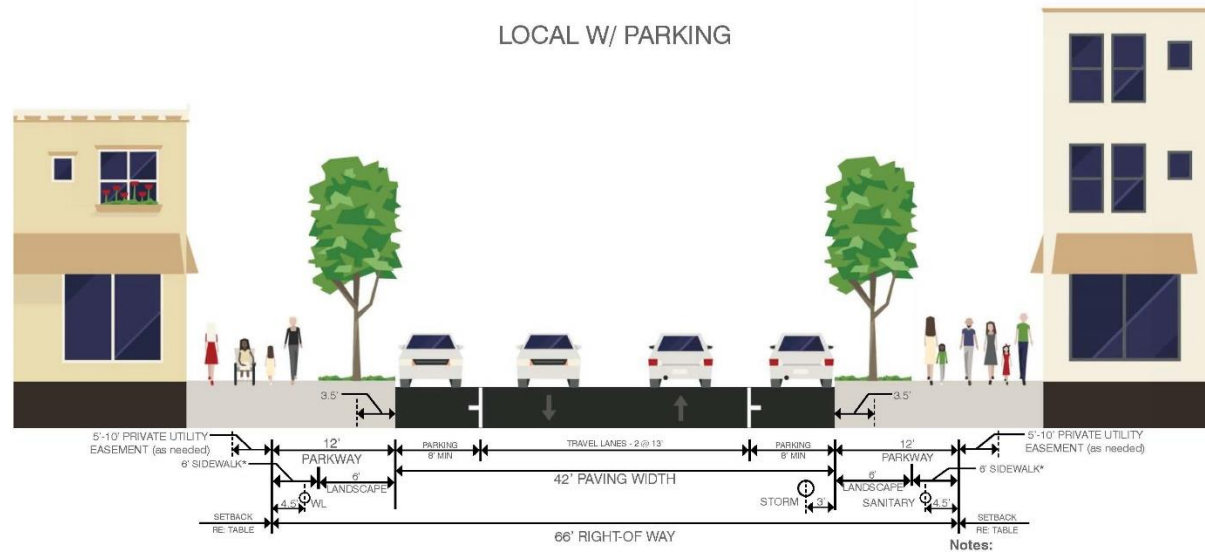 LOCAL W/ PARKING
3.5'
3.5'
5'-10' PRIVATE UTILITY
EASEMENT (as needed)
12'
PARKWAY
PARKING
8' MIN
TRAVEL LANES - 2 @ 13'
PARKING
8' MIN
12'
PARKWAY
5'-10' PRIVATE UTILITY
EASEMENT (as needed)
6' SIDEWALK*
6'
LANDSCAPE
42' PAVING WIDTH
6'
LANDSCAPE
6' SIDEWALK*
4.5'
WL
STORM
3'
SANITARY
4.5'
SETBACK
RE: TABLE
66' RIGHT-OF WAY
SETBACK
RE: TABLE
Notes: